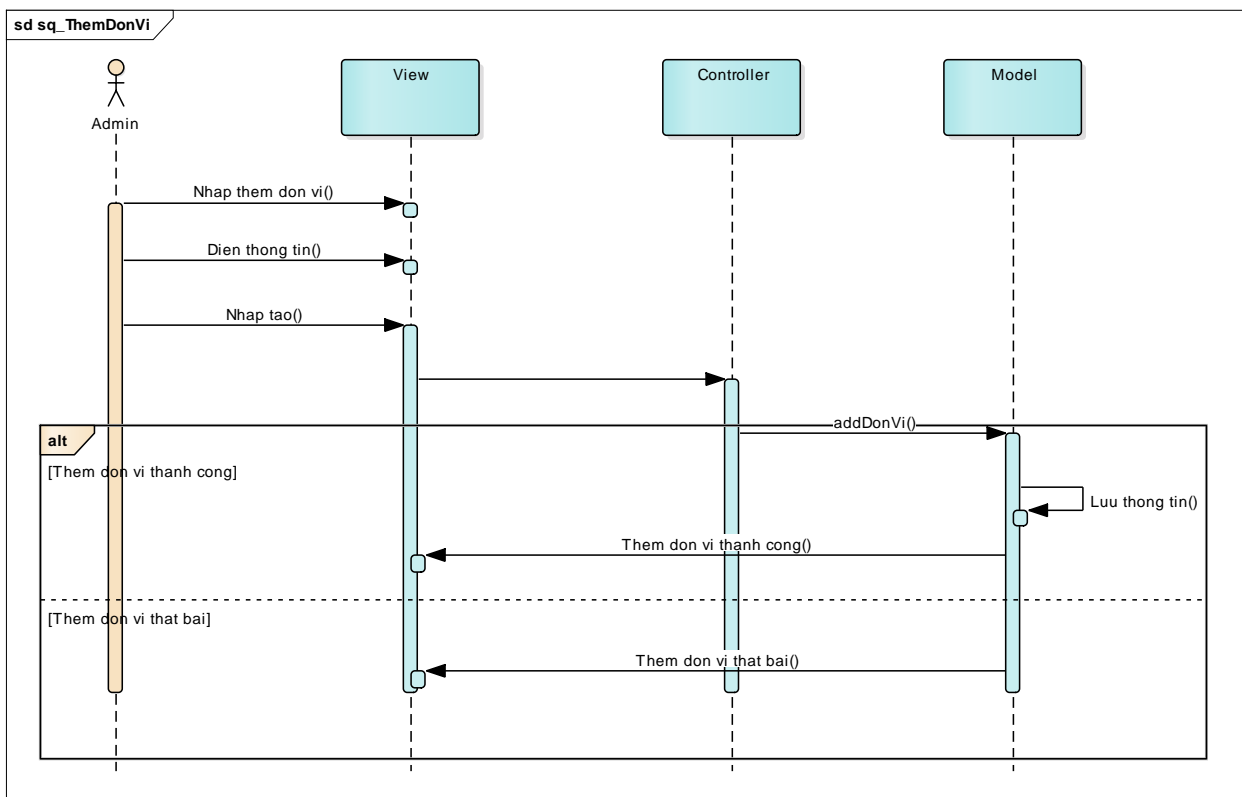 sd sq_ThemDonVi
Admin
View
Controller
Model
Nhap them don vi()
Dien thong tin()
Nhap tao()
alt
addDonVi()
[Them don vi thanh cong]
Luu thong tin()
Them don vi thanh cong()
[Them don vi that bai]
Them don vi that bai()